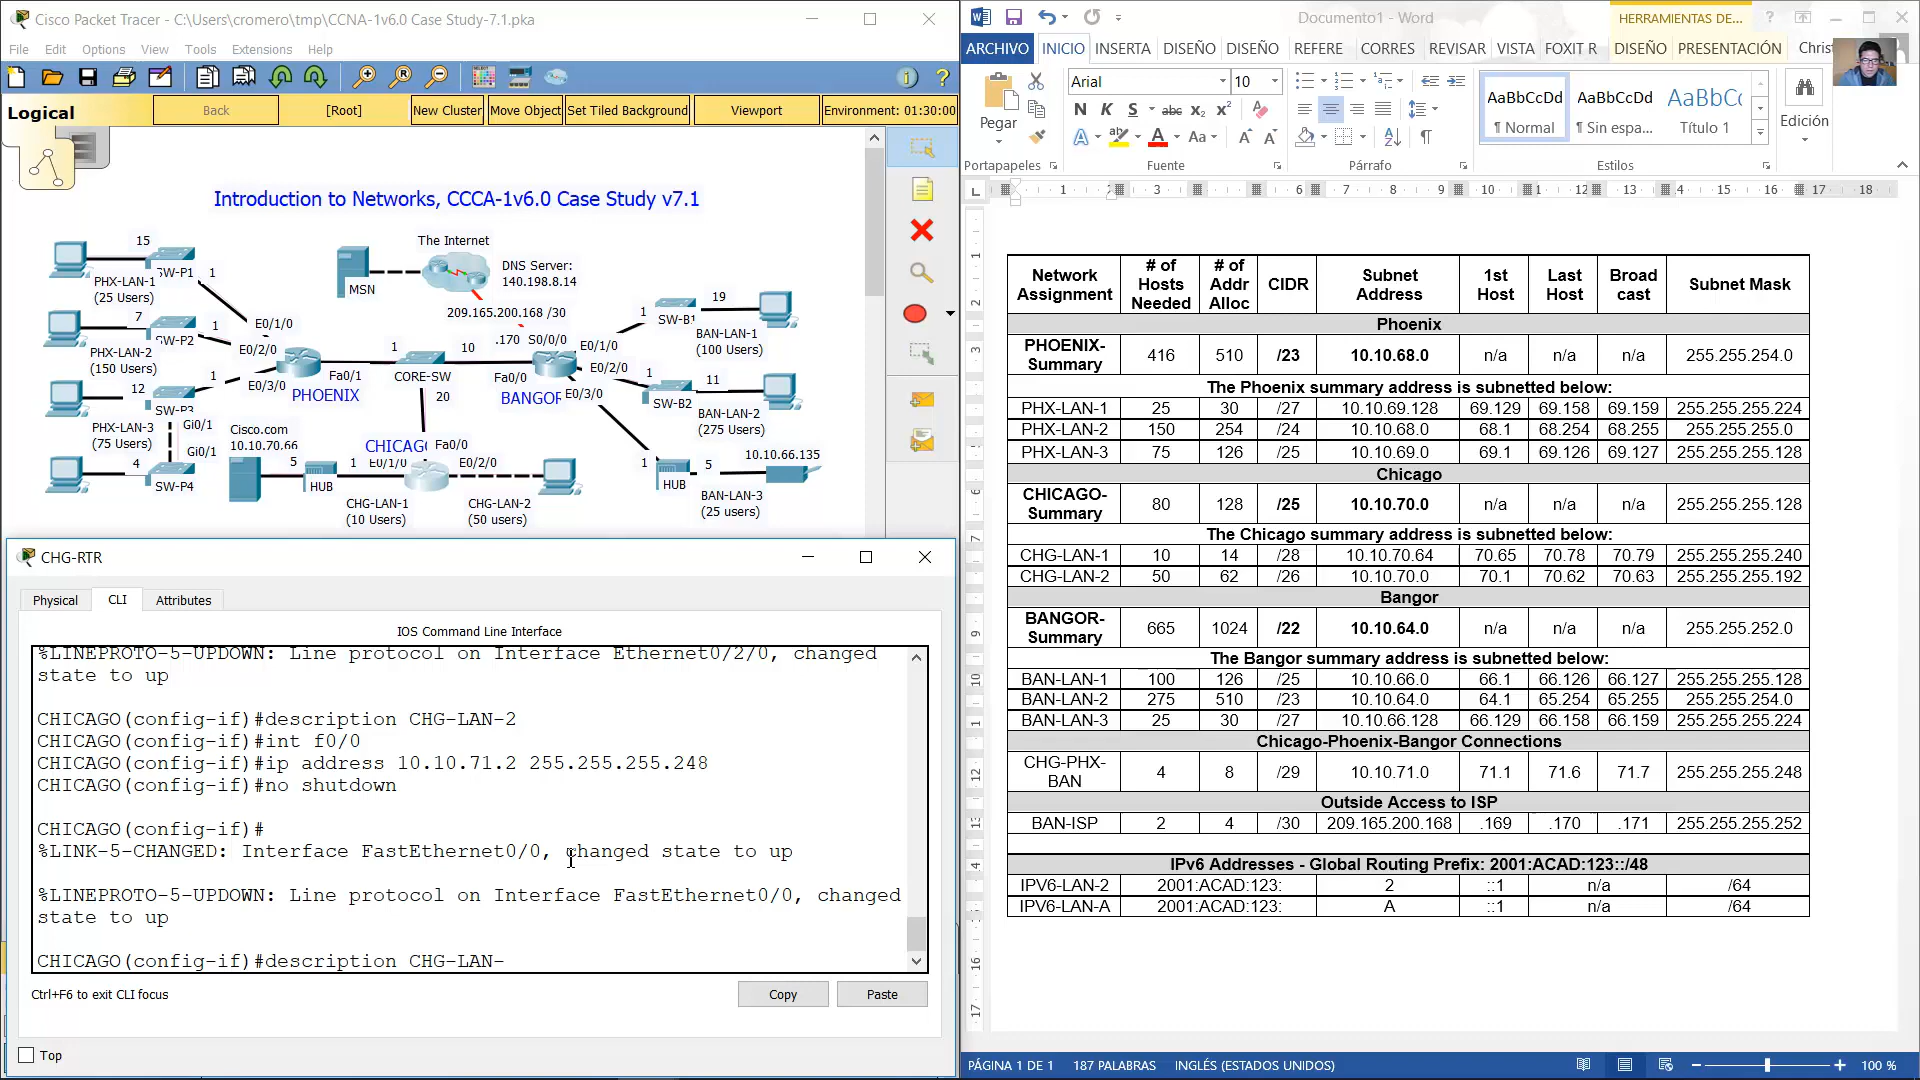 Cisco Packet Tracer - C:\Users\cromero\tmp\CCNA-1v6.0 Case Study-7.1.pka
File Edit Options View Tools Extensions Help
Logical Back [Root] New Cluster Move Object Set Tiled Background Viewport Environment: 01:30:00
Introduction to Networks, CCCA-1v6.0 Case Study v7.1
15
SW-P1
1
PHX-LAN-1
(25 Users)
The Internet
DNS Server:
140.198.8.14
MSN
209.165.200.168 /30
.170 S0/0/0
19
1
SW-B1
BAN-LAN-1
(100 Users)
7
SW-P2
1
PHX-LAN-2
(150 Users)
E0/1/0
E0/2/0
E0/3/0
Fa0/1
PHOENIX
1
10
CORE-SW
20
Fa0/0
BANGOR
E0/1/0
E0/2/0
E0/3/0
12
1
SW-P3
PHX-LAN-3
(75 Users)
Gi0/1
Gi0/1
4
SW-P4
1
SW-B2
11
BAN-LAN-2
(275 Users)
Cisco.com
10.10.70.66
5
1
HUB
CHICAGO
Fa0/0
E0/1/0
E0/2/0
CHG-LAN-1
(10 Users)
CHG-LAN-2
(50 users)
1
HUB
5
10.10.66.135
BAN-LAN-3
(25 users)
CHG-RTR
Physical CLI Attributes
IOS Command Line Interface
%LINEPROTO-5-UPDOWN: Line protocol on Interface Ethernet0/2/0, changed
state to up
CHICAGO(config-if)#description CHG-LAN-2
CHICAGO(config-if)#int f0/0
CHICAGO(config-if)#ip address 10.10.71.2 255.255.255.248
CHICAGO(config-if)#no shutdown
CHICAGO(config-if)#
%LINK-5-CHANGED: Interface FastEthernet0/0, changed state to up
%LINEPROTO-5-UPDOWN: Line protocol on Interface FastEthernet0/0, changed
state to up
CHICAGO(config-if)#description CHG-LAN-
Ctrl+F6 to exit CLI focus
Copy Paste
Top
Documento1 - Word
HERRAMIENTAS DE...
ARCHIVO INICIO INSERTA DISEÑO DISEÑO REFERE CORRES REVISAR VISTA FOXIT R DISEÑO PRESENTACIÓN Christ
Pegar
Arial 10
N K S abc x₂ x²
A A Aa A A
AaBbCcDd AaBbCcDd AaBbCc
¶ Normal ¶ Sin espa... Título 1
Edición
Portapapeles Fuente Párrafo Estilos
1 3 6 7 8 9 10 1 12 13 4 15 16 17 18
Network Assignment # of Hosts Needed # of Addr Alloc CIDR Subnet Address 1st Host Last Host Broad cast Subnet Mask
Phoenix
PHOENIX-Summary 416 510 /23 10.10.68.0 n/a n/a n/a 255.255.254.0
The Phoenix summary address is subnetted below:
PHX-LAN-1 25 30 /27 10.10.69.128 69.129 69.158 69.159 255.255.255.224
PHX-LAN-2 150 254 /24 10.10.68.0 68.1 68.254 68.255 255.255.255.0
PHX-LAN-3 75 126 /25 10.10.69.0 69.1 69.126 69.127 255.255.255.128
Chicago
CHICAGO-Summary 80 128 /25 10.10.70.0 n/a n/a n/a 255.255.255.128
The Chicago summary address is subnetted below:
CHG-LAN-1 10 14 /28 10.10.70.64 70.65 70.78 70.79 255.255.255.240
CHG-LAN-2 50 62 /26 10.10.70.0 70.1 70.62 70.63 255.255.255.192
Bangor
BANGOR-Summary 665 1024 /22 10.10.64.0 n/a n/a n/a 255.255.252.0
The Bangor summary address is subnetted below:
BAN-LAN-1 100 126 /25 10.10.66.0 66.1 66.126 66.127 255.255.255.128
BAN-LAN-2 275 510 /23 10.10.64.0 64.1 65.254 65.255 255.255.254.0
BAN-LAN-3 25 30 /27 10.10.66.128 66.129 66.158 66.159 255.255.255.224
Chicago-Phoenix-Bangor Connections
CHG-PHX-BAN 4 8 /29 10.10.71.0 71.1 71.6 71.7 255.255.255.248
Outside Access to ISP
BAN-ISP 2 4 /30 209.165.200.168 .169 .170 .171 255.255.255.252
IPv6 Addresses - Global Routing Prefix: 2001:ACAD:123::/48
IPV6-LAN-2 2001:ACAD:123: 2 ::1 n/a /64
IPV6-LAN-A 2001:ACAD:123: A ::1 n/a /64
PÁGINA 1 DE 1 187 PALABRAS INGLÉS (ESTADOS UNIDOS) 100 %